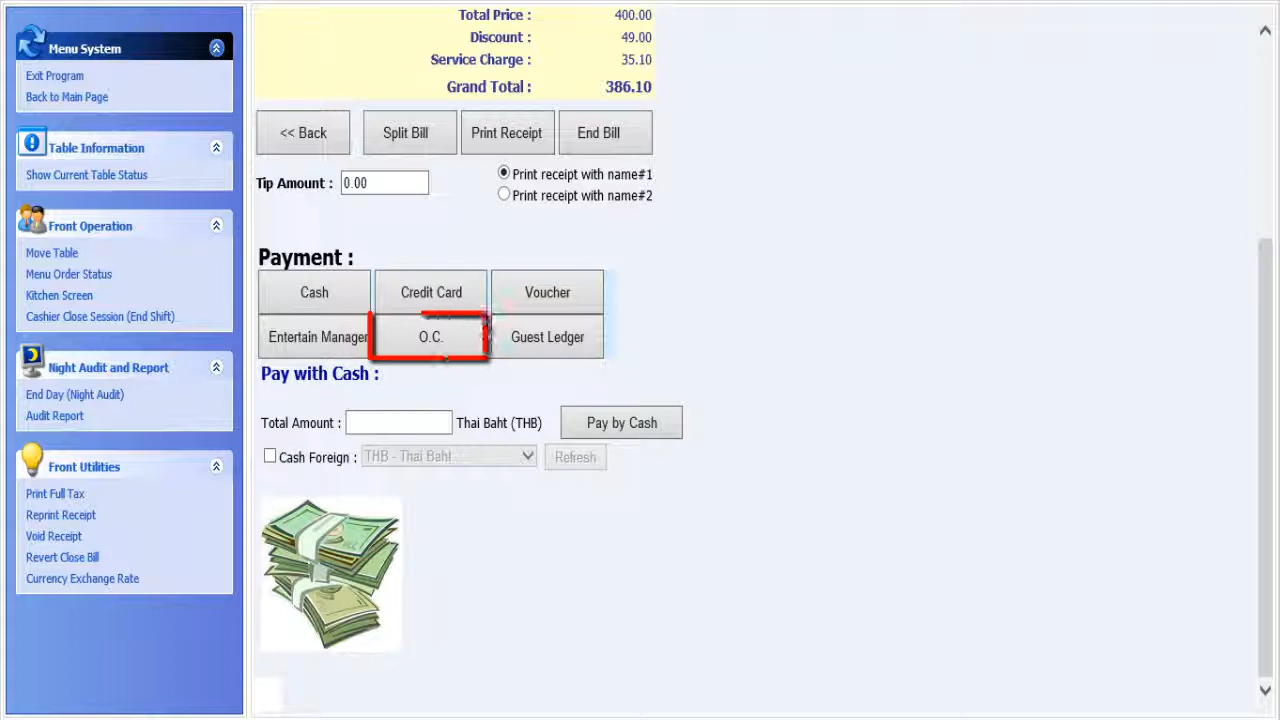 Menu System
Exit Program
Back to Main Page
Table Information
Show Current Table Status
Front Operation
Move Table
Menu Order Status
Kitchen Screen
Cashier Close Session (End Shift)
Night Audit and Report
End Day (Night Audit)
Audit Report
Front Utilities
Print Full Tax
Reprint Receipt
Void Receipt
Revert Close Bill
Currency Exchange Rate
Total Price : 400.00
Discount : 49.00
Service Charge : 35.10
Grand Total : 386.10
<< Back Split Bill Print Receipt End Bill
Tip Amount : 0.00
Print receipt with name#1
Print receipt with name#2
Payment :
Cash Credit Card Voucher
Entertain Manager O.C. Guest Ledger
Pay with Cash :
Total Amount : Thai Baht (THB) Pay by Cash
Cash Foreign : THB - Thai Baht Refresh